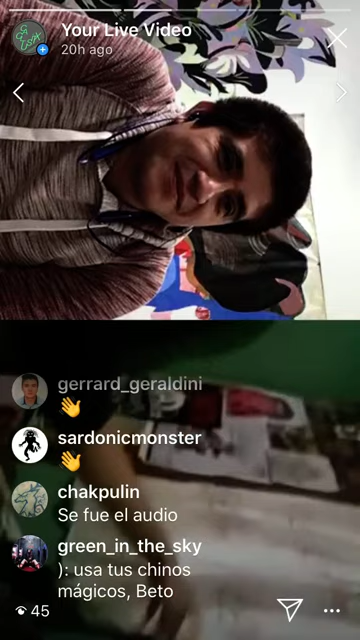 Your Live Video
20h ago
gerrard_geraldini
👋
sardonicmonster
👋
chakpulin
Se fue el audio
green_in_the_sky
): usa tus chinos
mágicos, Beto
45